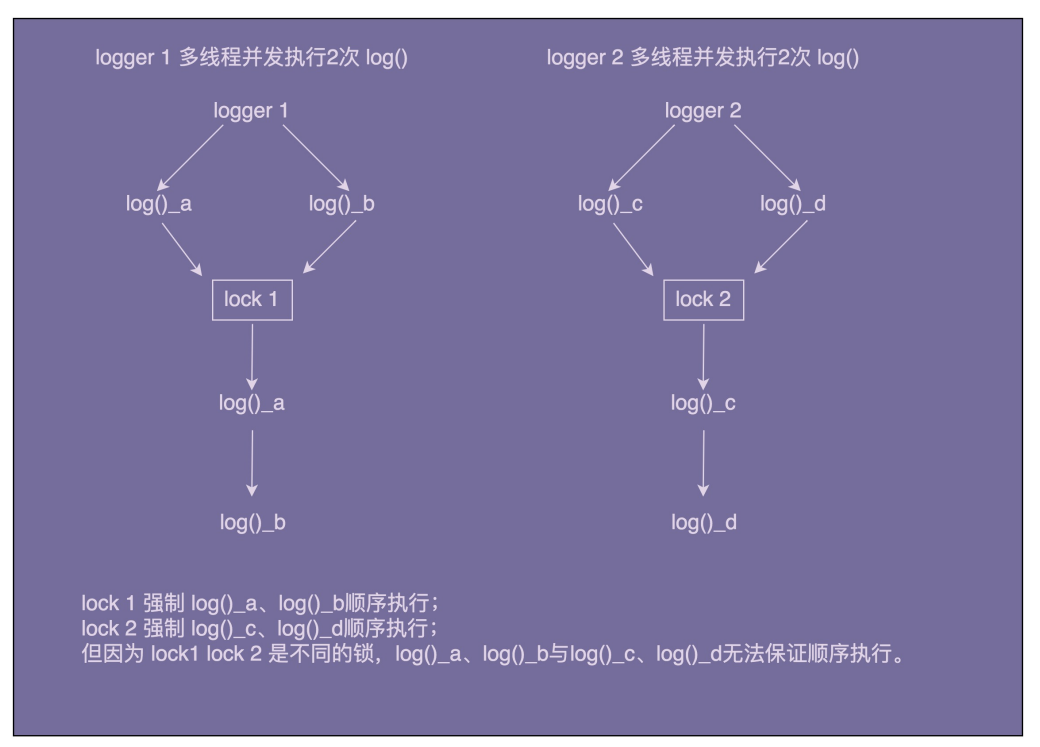 logger 1 多线程并发执行2次 log()
logger 2 多线程并发执行2次 log()
logger 1
logger 2
log()_a
log()_b
log()_c
log()_d
lock 1
lock 2
log()_a
log()_c
log()_b
log()_d
lock 1 强制 log()_a、log()_b顺序执行；
lock 2 强制 log()_c、log()_d顺序执行；
但因为 lock1 lock 2 是不同的锁，log()_a、log()_b与log()_c、log()_d无法保证顺序执行。